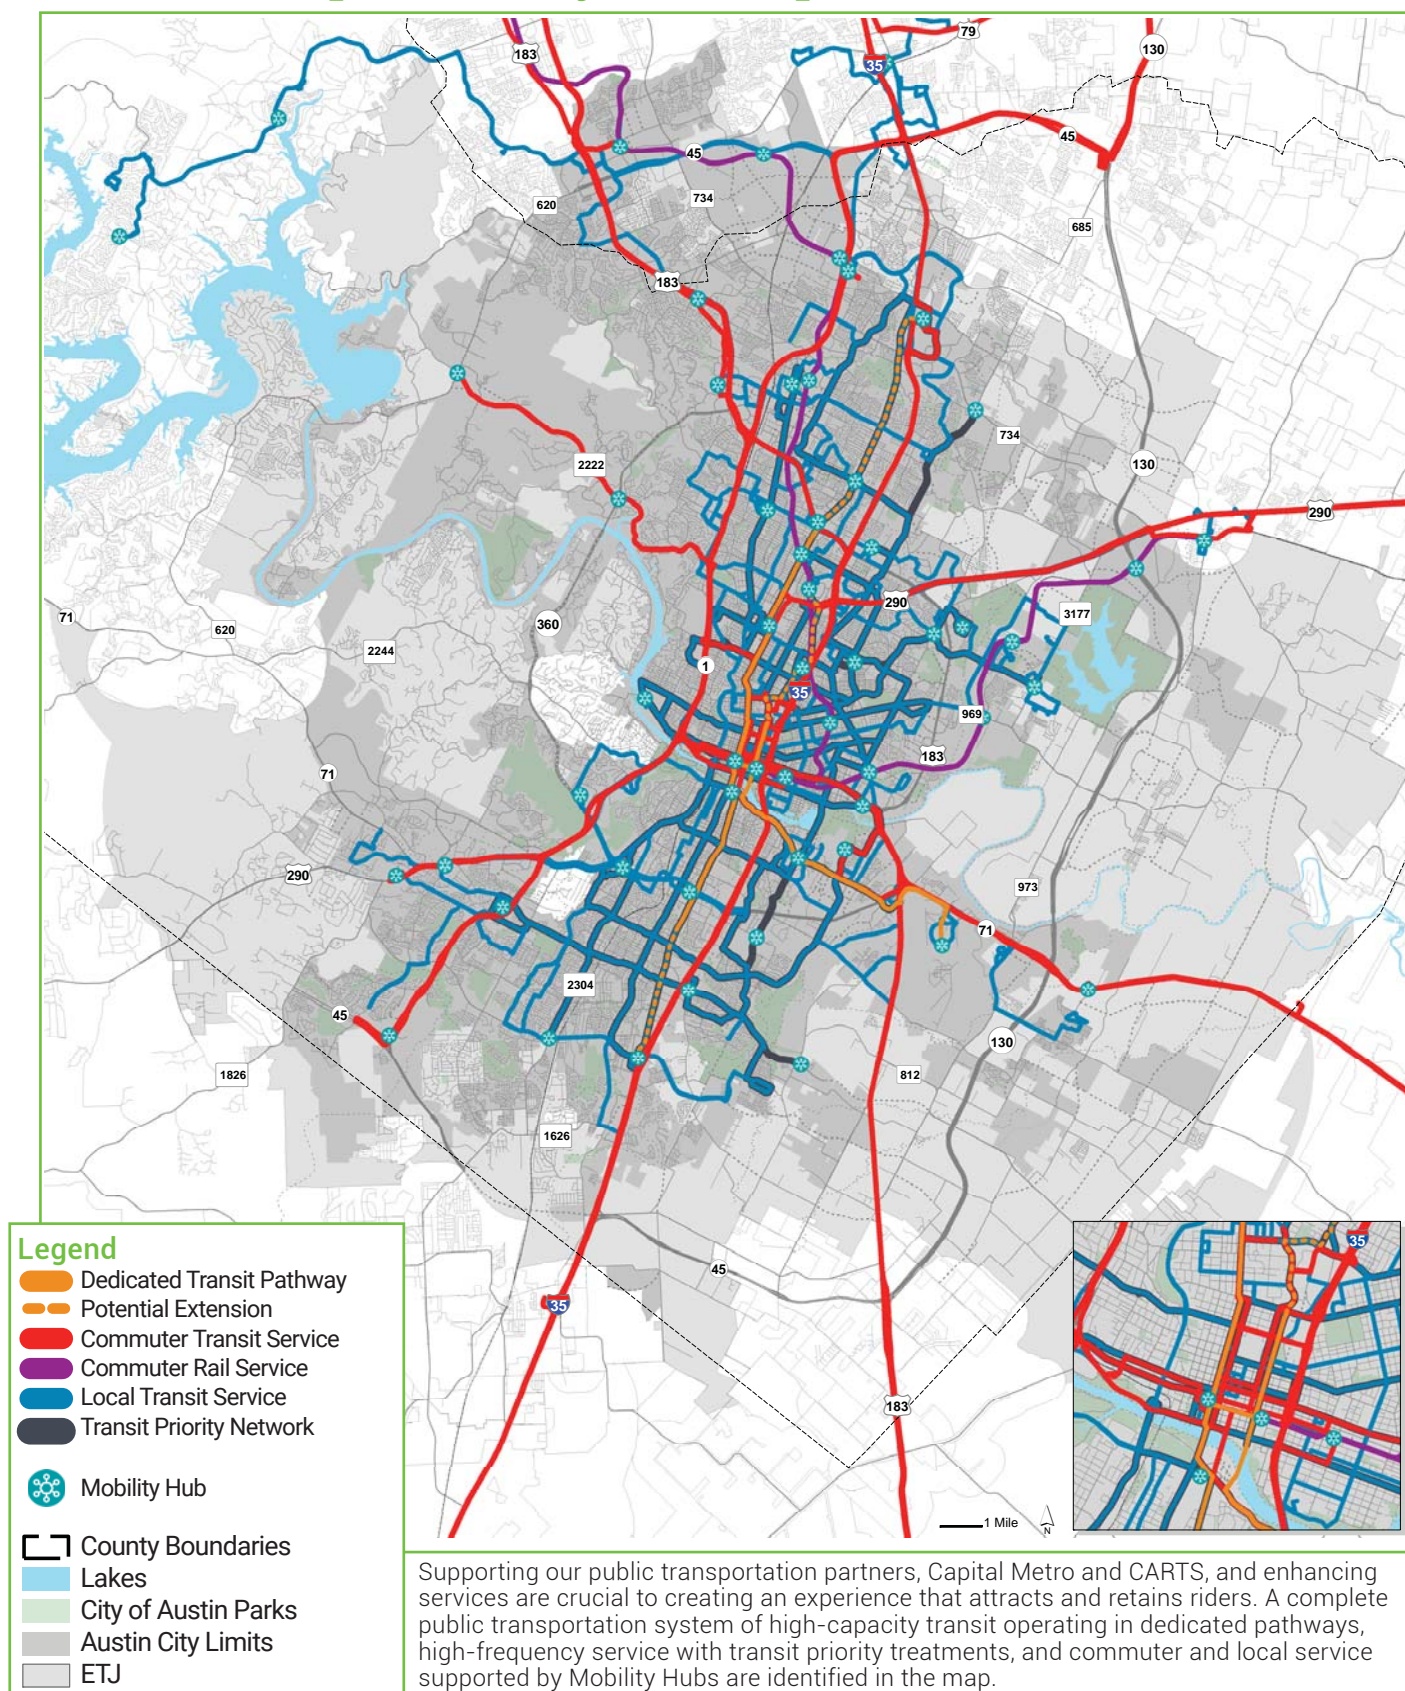 183
79
130
35
45
45
620
734
685
183
734
2222
130
290
290
71
620
360
3177
2244
1
35
969
183
71
290
973
71
2304
45
130
1826
812
1626
45
35
183
35
1 Mile
N
Legend
Dedicated Transit Pathway
Potential Extension
Commuter Transit Service
Commuter Rail Service
Local Transit Service
Transit Priority Network
Mobility Hub
County Boundaries
Lakes
City of Austin Parks
Austin City Limits
ETJ
Supporting our public transportation partners, Capital Metro and CARTS, and enhancing
services are crucial to creating an experience that attracts and retains riders. A complete
public transportation system of high-capacity transit operating in dedicated pathways,
high-frequency service with transit priority treatments, and commuter and local service
supported by Mobility Hubs are identified in the map.